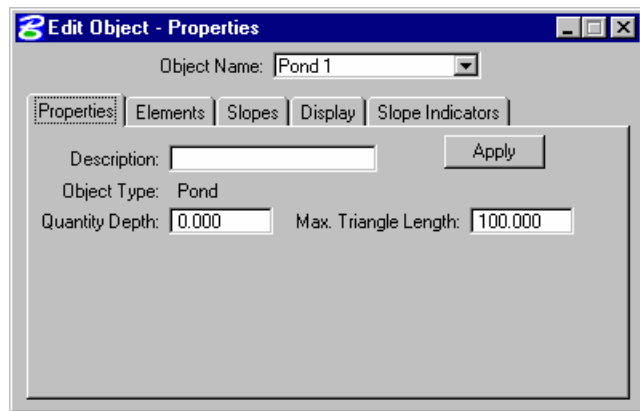 Edit Object - Properties
Object Name: Pond 1
Properties Elements Slopes Display Slope Indicators
Description: Apply
Object Type: Pond
Quantity Depth: 0.000 Max. Triangle Length: 100.000